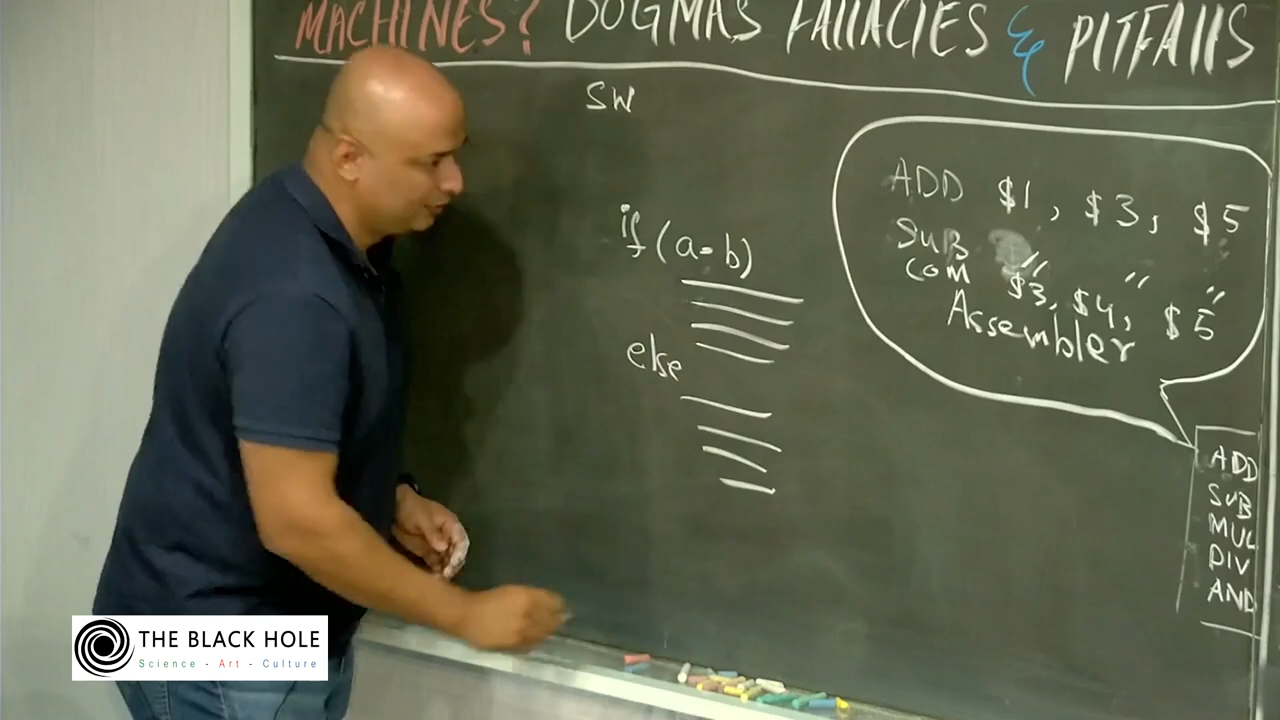 MACHINES? DOGMAS FALLACIES & PITFALLS
SW
if (a=b)
else
ADD $1, $3, $5
SUB " " "
COM $3, $4, $5
Assembler
ADD
SUB
MUL
DIV
AND
THE BLACK HOLE
Science - Art - Culture